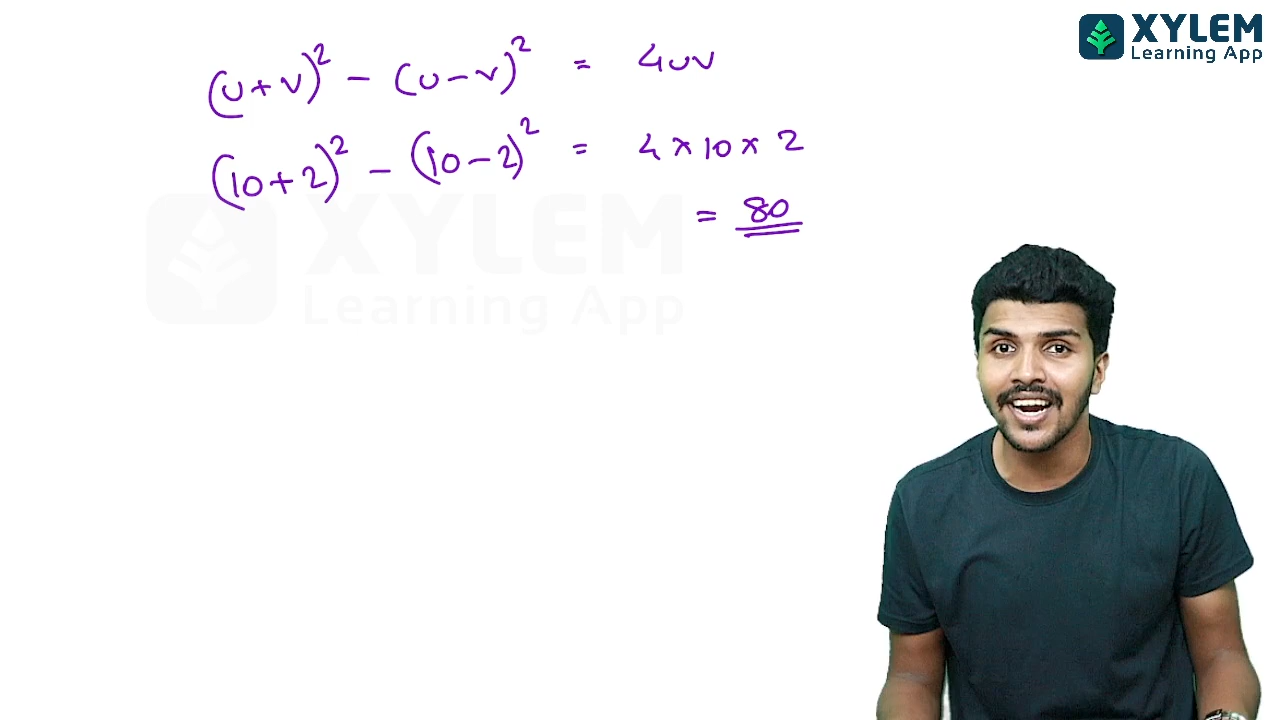 XYLEM
Learning App
(u+v)² - (u-v)² = 4uv
(10+2)² - (10-2)² = 4 × 10 × 2
= 80
XYLEM
Learning App